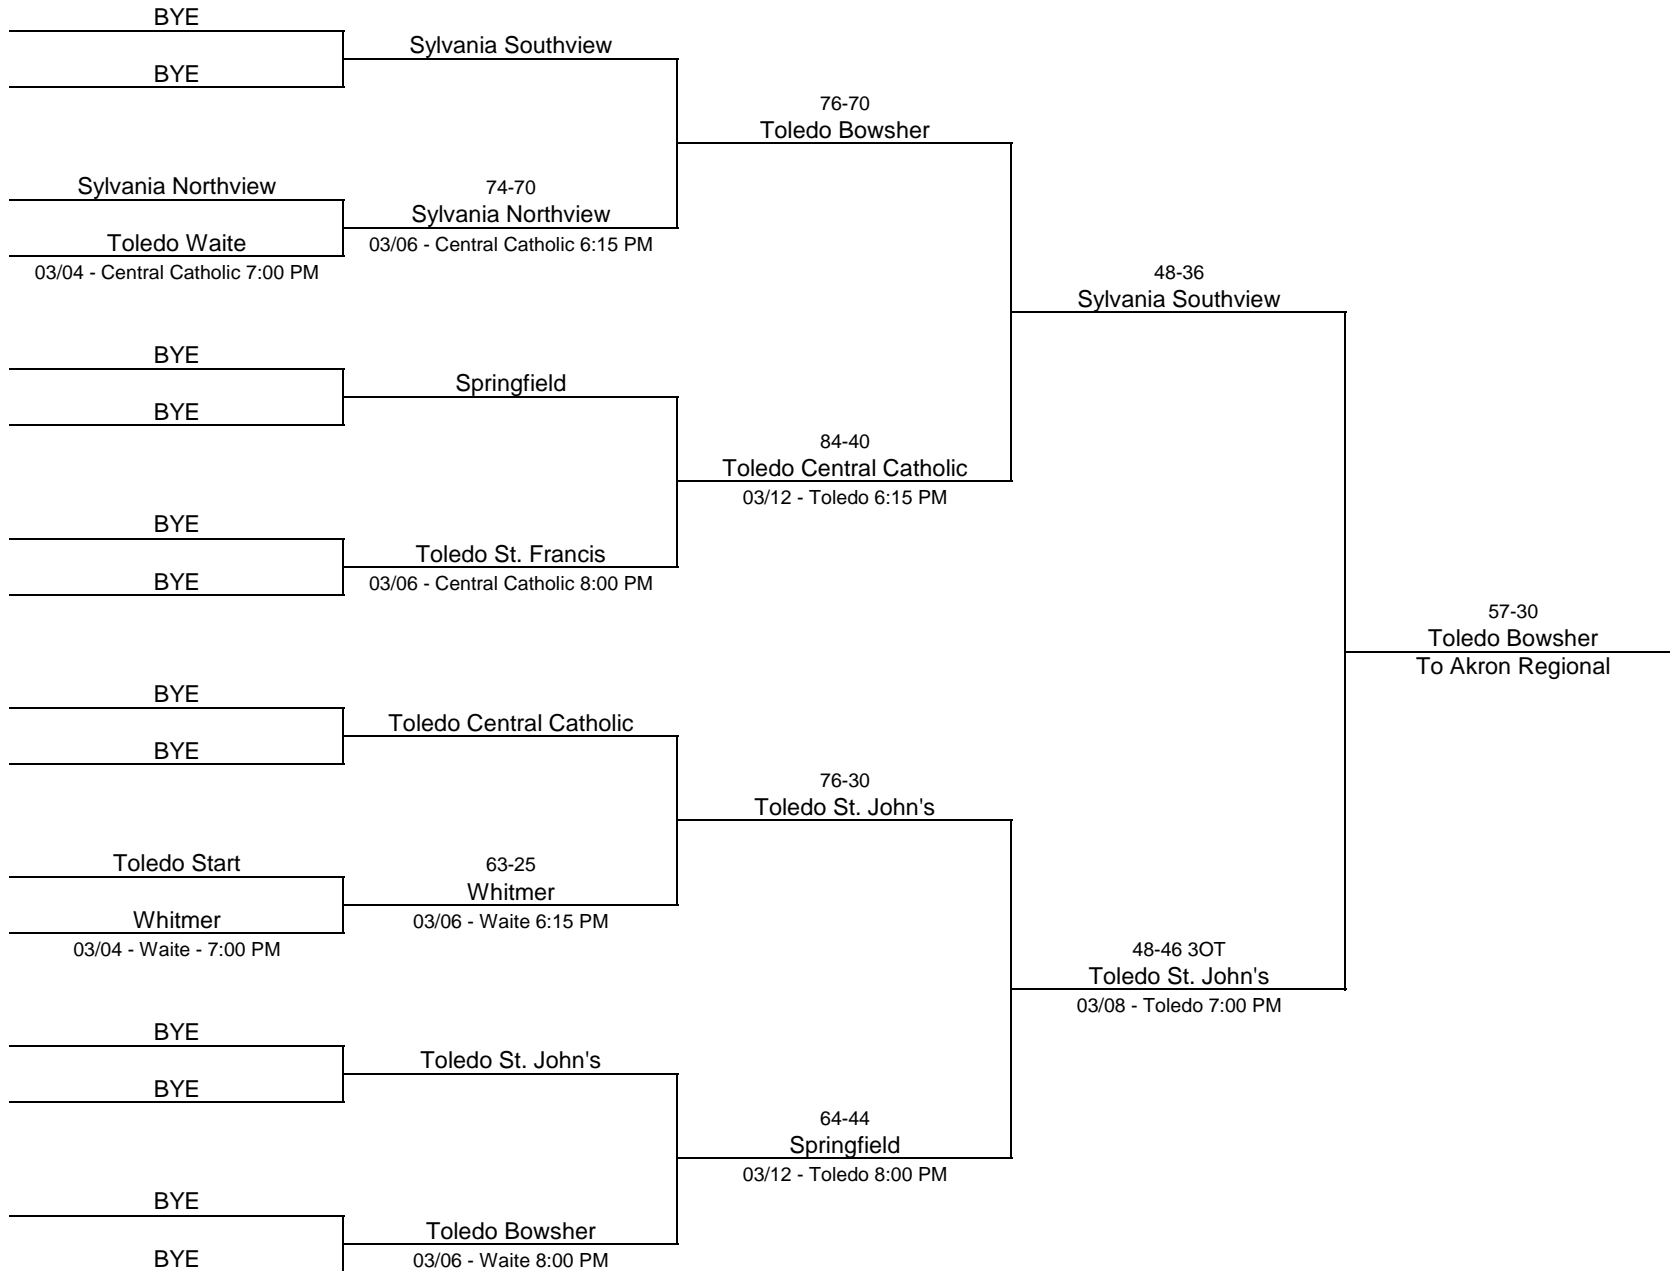 BYE
Sylvania Southview
BYE
76-70
Toledo Bowsher
Sylvania Northview
74-70
Sylvania Northview
Toledo Waite
03/06 - Central Catholic 6:15 PM
03/04 - Central Catholic 7:00 PM
48-36
Sylvania Southview
BYE
Springfield
BYE
84-40
Toledo Central Catholic
03/12 - Toledo 6:15 PM
BYE
Toledo St. Francis
BYE
03/06 - Central Catholic 8:00 PM
57-30
Toledo Bowsher
To Akron Regional
BYE
Toledo Central Catholic
BYE
76-30
Toledo St. John's
Toledo Start
63-25
Whitmer
Whitmer
03/06 - Waite 6:15 PM
03/04 - Waite - 7:00 PM
48-46 3OT
Toledo St. John's
03/08 - Toledo 7:00 PM
BYE
Toledo St. John's
BYE
64-44
Springfield
03/12 - Toledo 8:00 PM
BYE
Toledo Bowsher
BYE
03/06 - Waite 8:00 PM